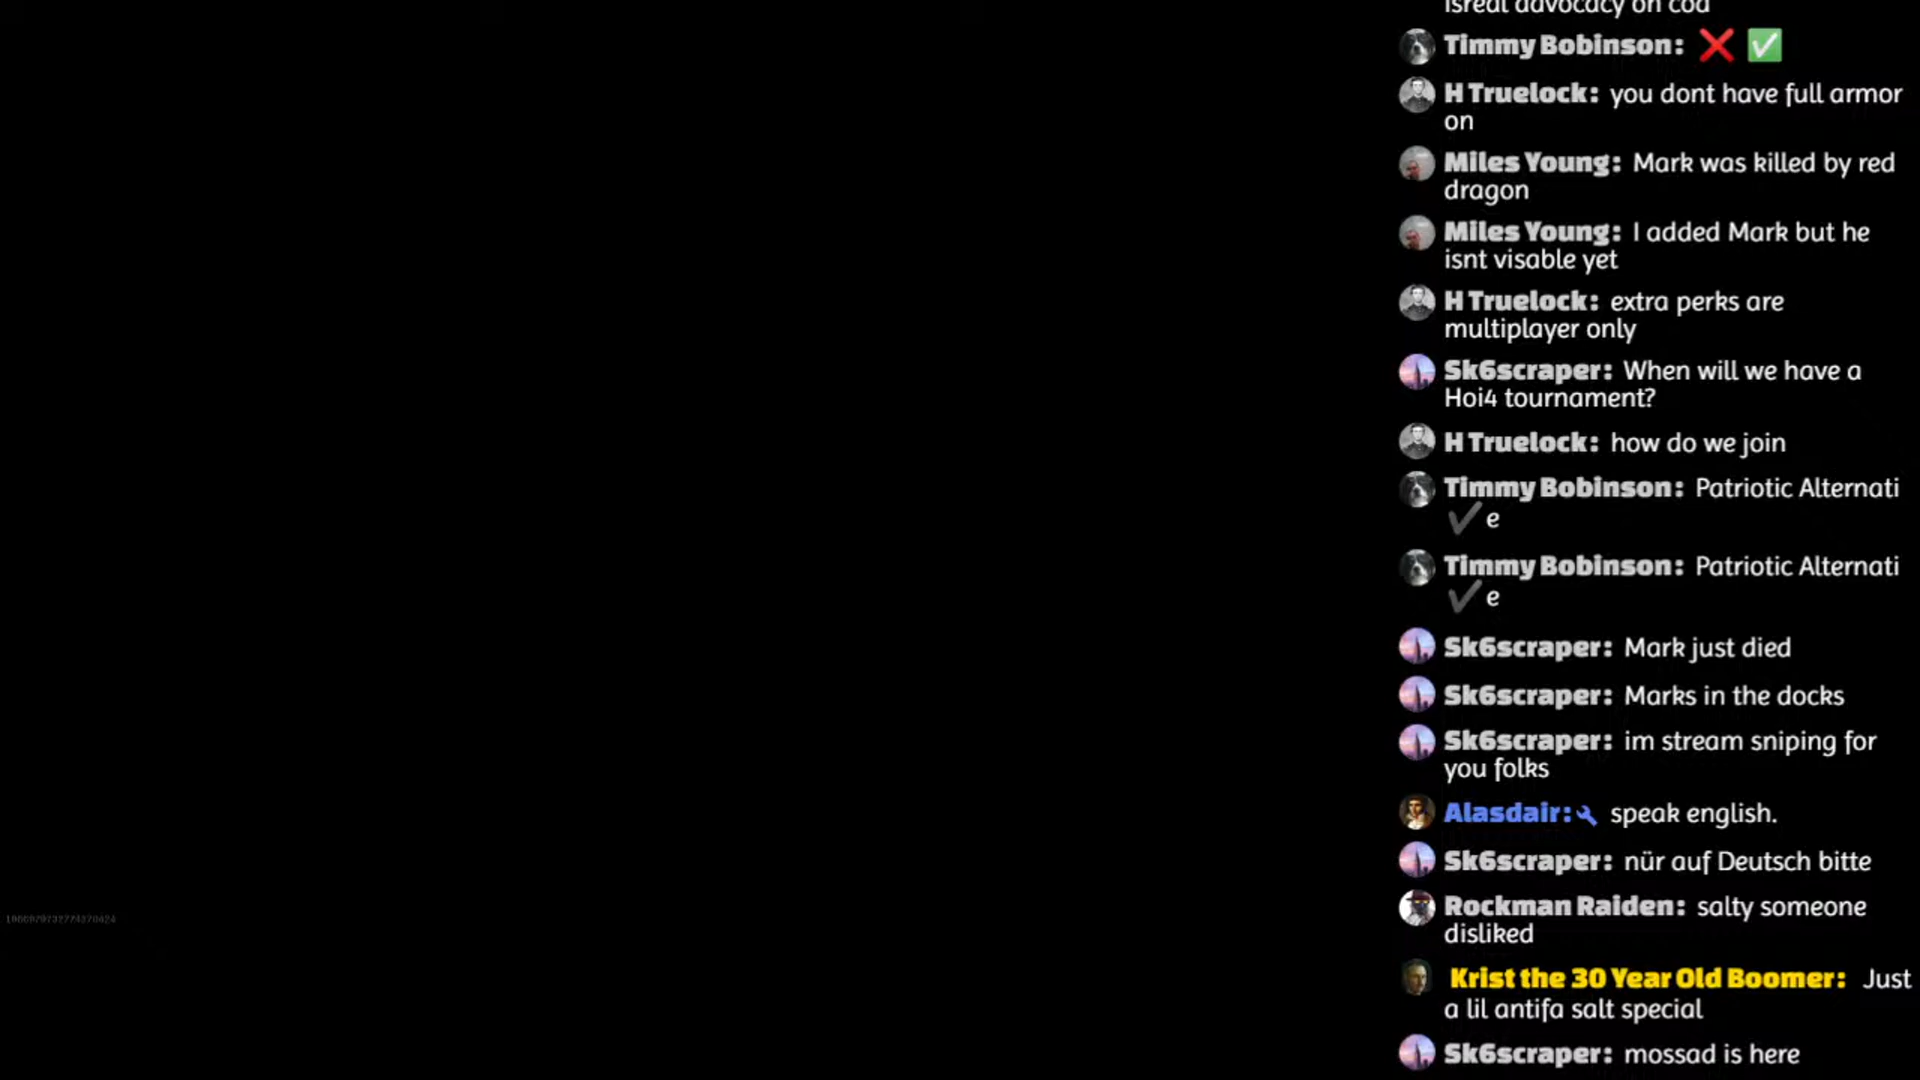 isreal advocacy on cod
Timmy Bobinson: ❌ ✅
H Truelock: you dont have full armor
on
Miles Young: Mark was killed by red
dragon
Miles Young: I added Mark but he
isnt visable yet
H Truelock: extra perks are
multiplayer only
Sk6scraper: When will we have a
Hoi4 tournament?
H Truelock: how do we join
Timmy Bobinson: Patriotic Alternati
✔e
Timmy Bobinson: Patriotic Alternati
✔e
Sk6scraper: Mark just died
Sk6scraper: Marks in the docks
Sk6scraper: im stream sniping for
you folks
Alasdair: speak english.
Sk6scraper: nür auf Deutsch bitte
Rockman Raiden: salty someone
disliked
Krist the 30 Year Old Boomer: Just
a lil antifa salt special
Sk6scraper: mossad is here